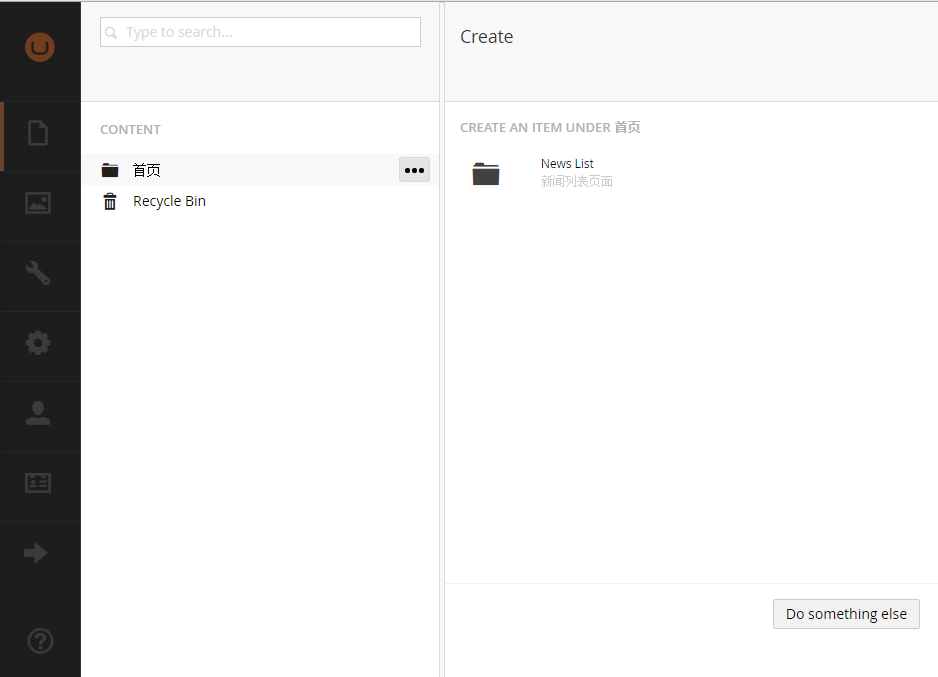 Type to search...
Create
CONTENT
CREATE AN ITEM UNDER 首页
首页
News List
新闻列表页面
Recycle Bin
Do something else